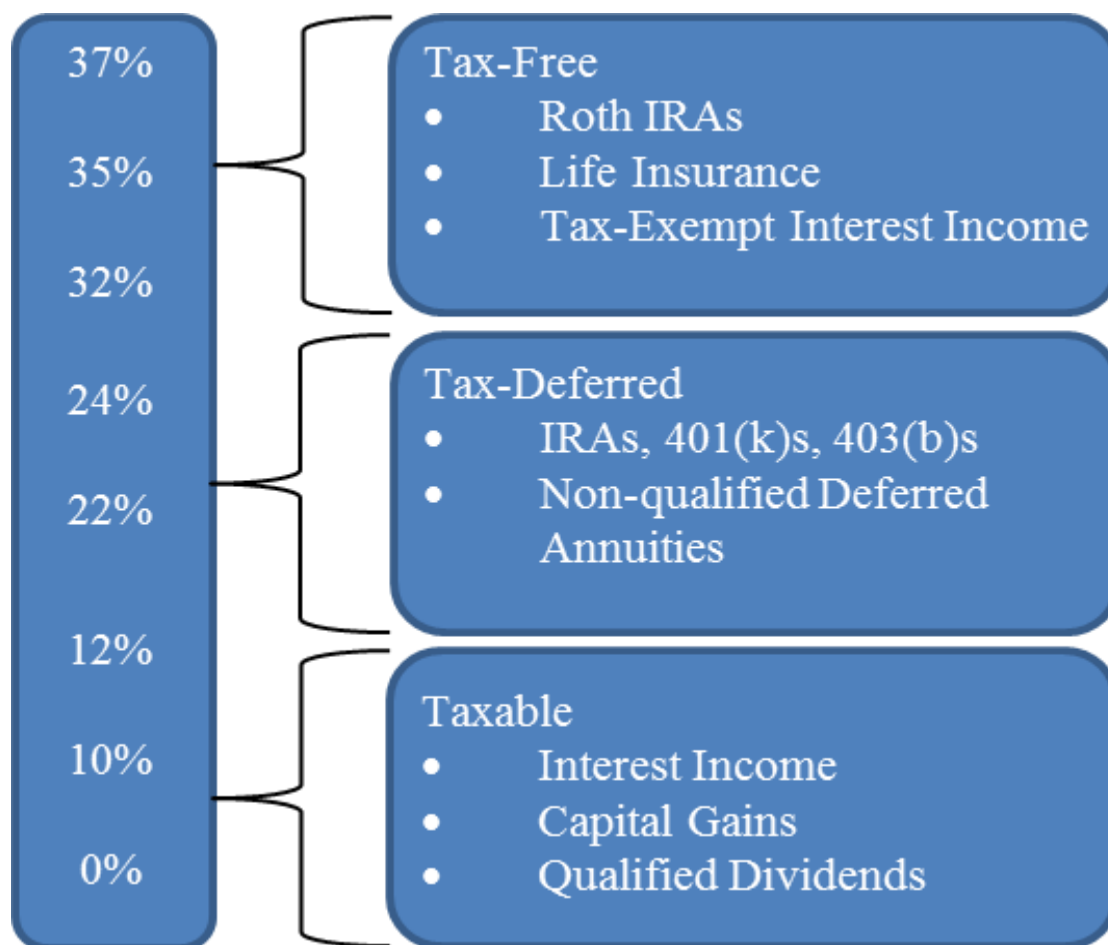 37%
35%
32%
24%
22%
12%
10%
0%
Tax-Free
• Roth IRAs
• Life Insurance
• Tax-Exempt Interest Income
Tax-Deferred
• IRAs, 401(k)s, 403(b)s
• Non-qualified Deferred
Annuities
Taxable
• Interest Income
• Capital Gains
• Qualified Dividends